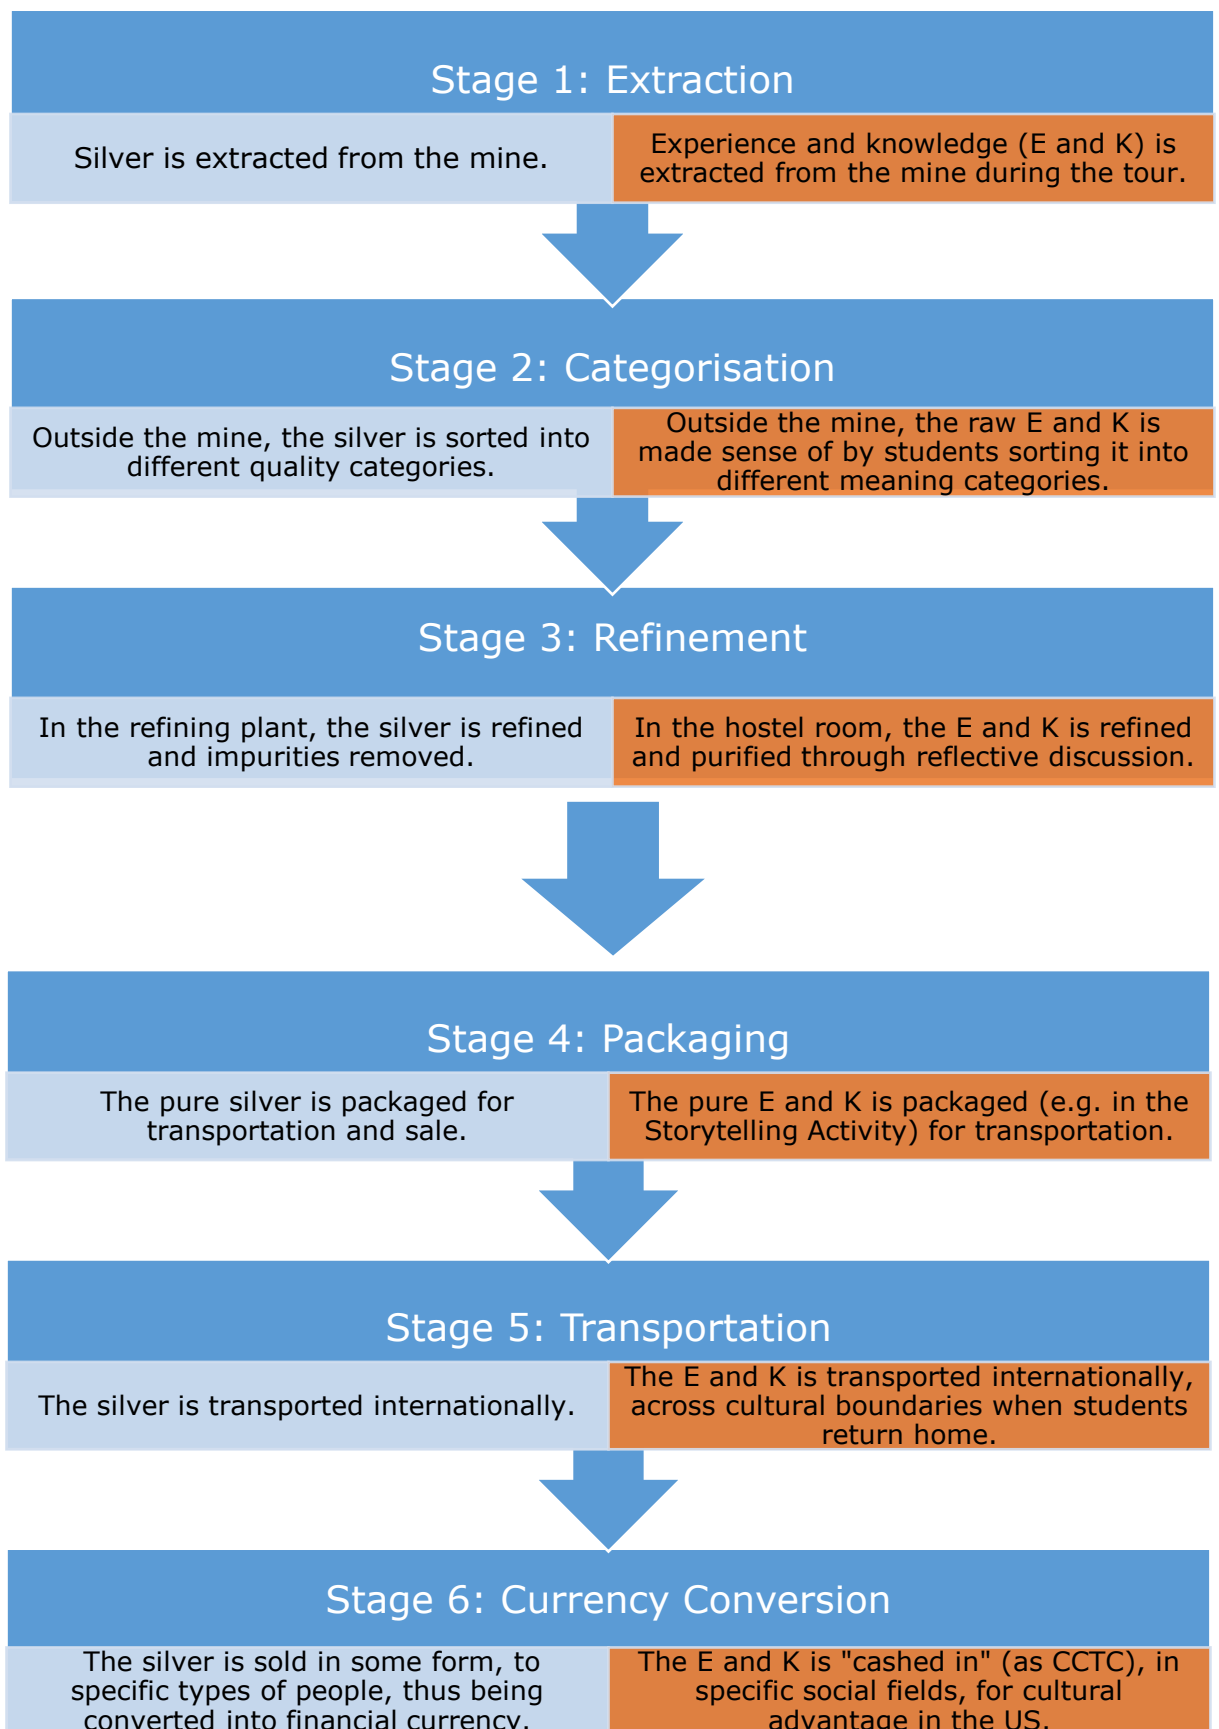 Stage 1: Extraction
Silver is extracted from the mine.
Experience and knowledge (E and K) is
extracted from the mine during the tour.
Stage 2: Categorisation
Outside the mine, the silver is sorted into
different quality categories.
Outside the mine, the raw E and K is
made sense of by students sorting it into
different meaning categories.
Stage 3: Refinement
In the refining plant, the silver is refined
and impurities removed.
In the hostel room, the E and K is refined
and purified through reflective discussion.
Stage 4: Packaging
The pure silver is packaged for
transportation and sale.
The pure E and K is packaged (e.g. in the
Storytelling Activity) for transportation.
Stage 5: Transportation
The silver is transported internationally.
The E and K is transported internationally,
across cultural boundaries when students
return home.
Stage 6: Currency Conversion
The silver is sold in some form, to
specific types of people, thus being
converted into financial currency.
The E and K is "cashed in" (as CCTC), in
specific social fields, for cultural
advantage in the US.